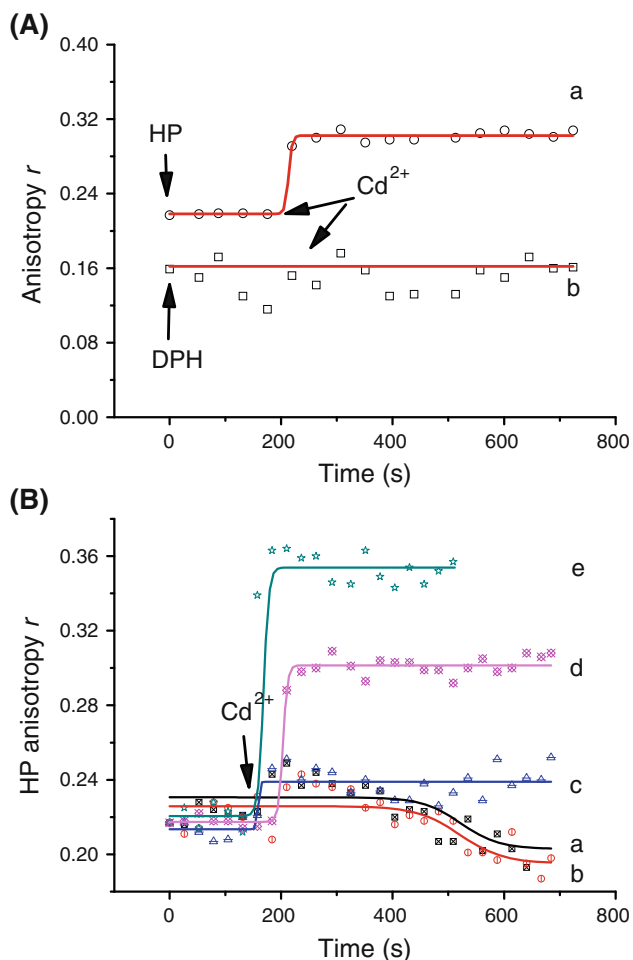 (A)
0.40
0.32
0.24
0.16
0.08
0.00
Anisotropy r
HP
DPH
Cd²⁺
a
b
0
200
400
600
800
Time (s)
(B)
0.36
0.32
0.28
0.24
0.20
HP anisotropy r
Cd²⁺
e
d
c
a
b
0
200
400
600
800
Time (s)